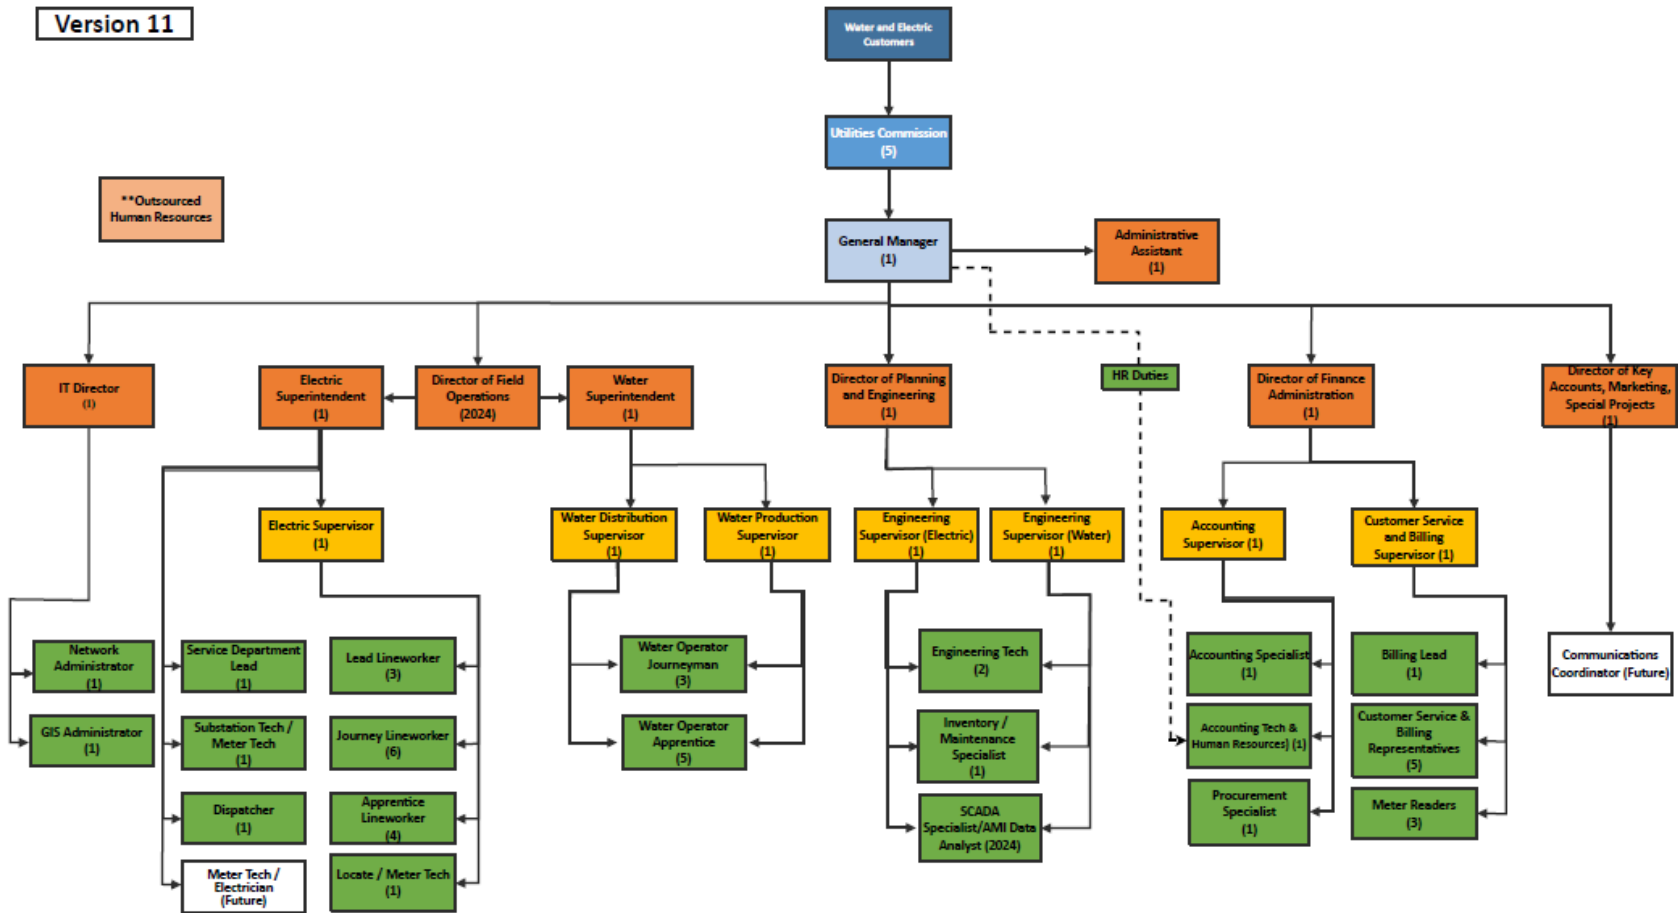 Version 11
Water and Electric
Customers
Utilities Commission
(5)
**Outsourced
Human Resources
General Manager
(1)
Administrative
Assistant
(1)
IT Director
(1)
Electric
Superintendent
(1)
Director of Field
Operations
(2024)
Water
Superintendent
(1)
Director of Planning
and Engineering
(1)
HR Duties
Director of Finance
Administration
(1)
Director of Key
Accounts, Marketing,
Special Projects
(1)
Electric Supervisor
(1)
Water Distribution
Supervisor
(1)
Water Production
Supervisor
(1)
Engineering
Supervisor (Electric)
(1)
Engineering
Supervisor (Water)
(1)
Accounting
Supervisor (1)
Customer Service
and Billing
Supervisor (1)
Network
Administrator
(1)
Service Department
Lead
(1)
Lead Lineworker
(3)
Water Operator
Journeyman
(3)
Engineering Tech
(2)
Accounting Specialist
(1)
Billing Lead
(1)
Communications
Coordinator (Future)
GIS Administrator
(1)
Substation Tech /
Meter Tech
(1)
Journey Lineworker
(6)
Water Operator
Apprentice
(5)
Inventory /
Maintenance
Specialist
(1)
Accounting Tech &
Human Resources) (1)
Customer Service &
Billing
Representatives
(5)
Dispatcher
(1)
Apprentice
Lineworker
(4)
SCADA
Specialist/AMI Data
Analyst (2024)
Procurement
Specialist
(1)
Meter Readers
(3)
Meter Tech /
Electrician
(Future)
Locate / Meter Tech
(1)